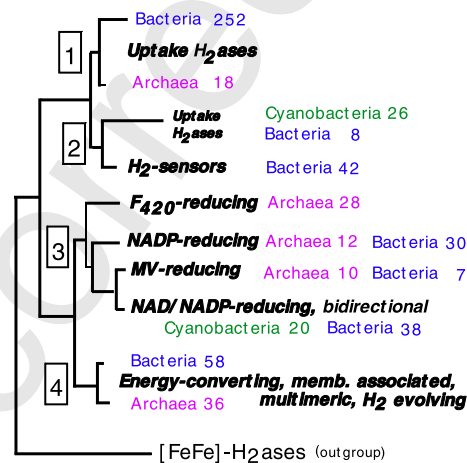 Bacteria 252
1
Uptake H2ases
Archaea 18
Uptake H2ases
Cyanobacteria 26
Bacteria 8
2
H2-sensors Bacteria 42
F420-reducing Archaea 28
3
NADP-reducing Archaea 12 Bacteria 30
MV-reducing Archaea 10 Bacteria 7
NAD/NADP-reducing, bidirectional
Cyanobacteria 20 Bacteria 38
Bacteria 58
4
Energy-converting, memb. associated,
multimeric, H2 evolving
Archaea 36
[FeFe]-H2ases (outgroup)